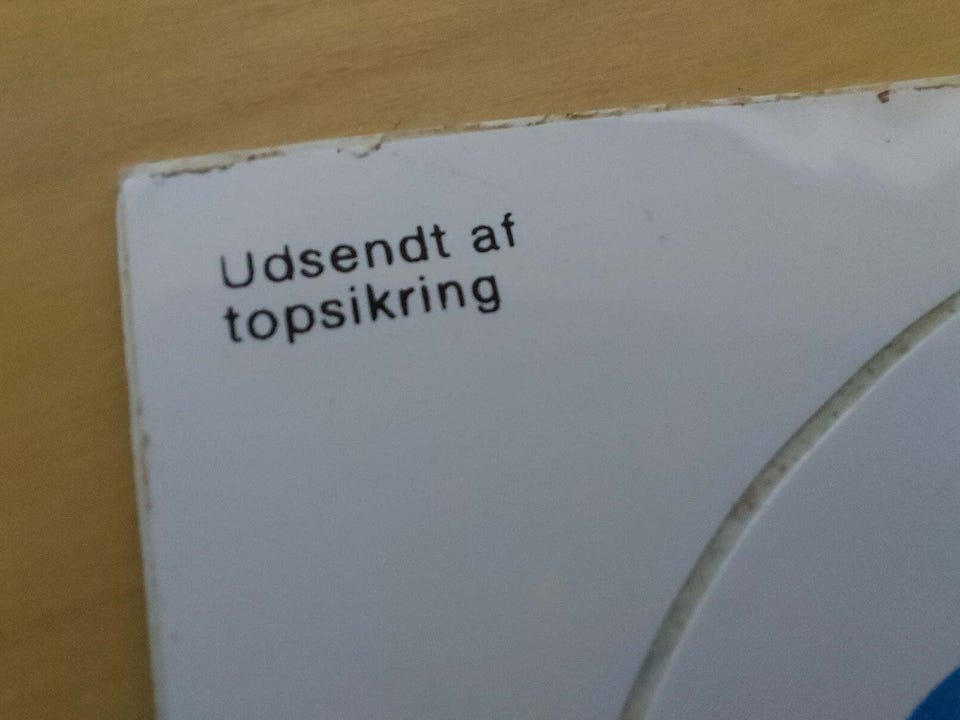 Udsendt af
topsikring